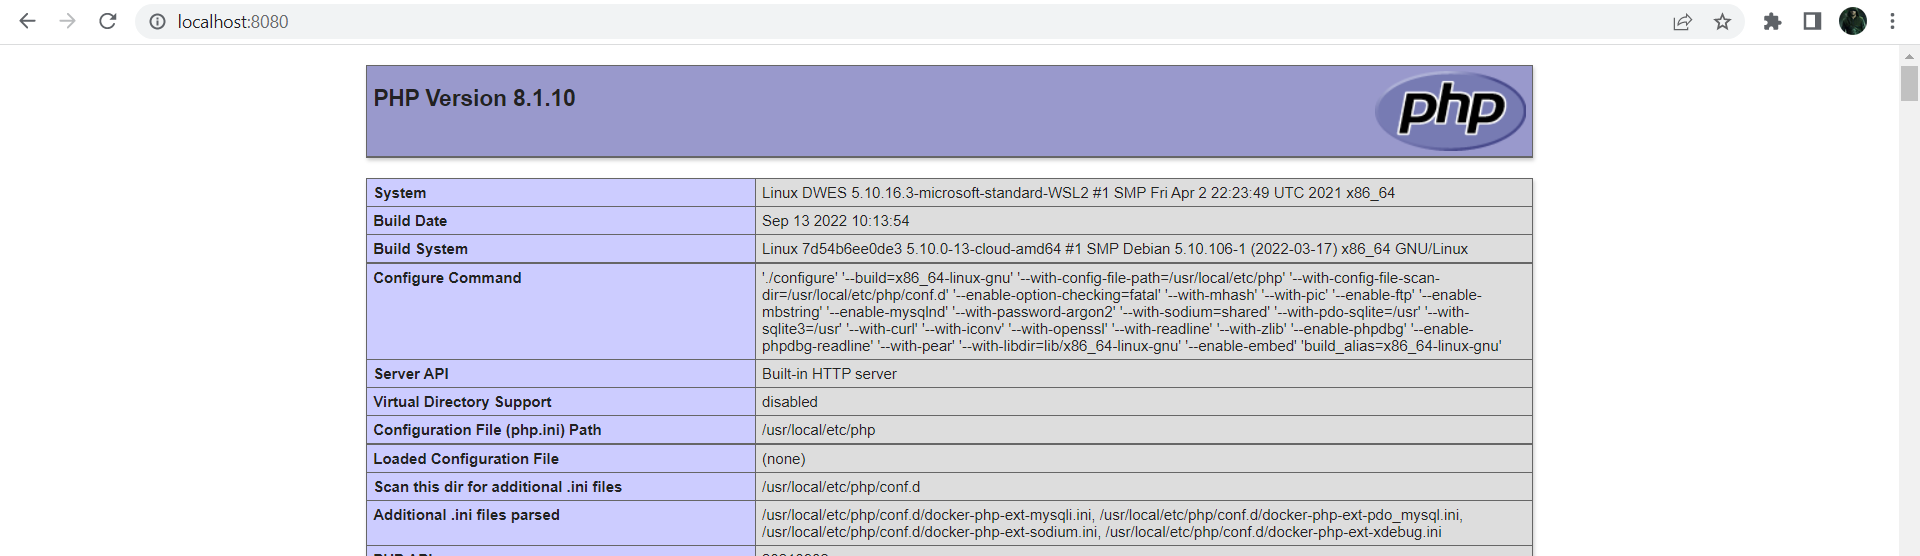 localhost:8080
PHP Version 8.1.10
php
System Linux DWES 5.10.16.3-microsoft-standard-WSL2 #1 SMP Fri Apr 2 22:23:49 UTC 2021 x86_64
Build Date Sep 13 2022 10:13:54
Build System Linux 7d54b6ee0de3 5.10.0-13-cloud-amd64 #1 SMP Debian 5.10.106-1 (2022-03-17) x86_64 GNU/Linux
Configure Command './configure' '--build=x86_64-linux-gnu' '--with-config-file-path=/usr/local/etc/php' '--with-config-file-scan-
dir=/usr/local/etc/php/conf.d' '--enable-option-checking=fatal' '--with-mhash' '--with-pic' '--enable-ftp' '--enable-
mbstring' '--enable-mysqlnd' '--with-password-argon2' '--with-sodium=shared' '--with-pdo-sqlite=/usr' '--with-
sqlite3=/usr' '--with-curl' '--with-iconv' '--with-openssl' '--with-readline' '--with-zlib' '--enable-phpdbg' '--enable-
phpdbg-readline' '--with-pear' '--with-libdir=lib/x86_64-linux-gnu' '--enable-embed' 'build_alias=x86_64-linux-gnu'
Server API Built-in HTTP server
Virtual Directory Support disabled
Configuration File (php.ini) Path /usr/local/etc/php
Loaded Configuration File (none)
Scan this dir for additional .ini files /usr/local/etc/php/conf.d
Additional .ini files parsed /usr/local/etc/php/conf.d/docker-php-ext-mysqli.ini, /usr/local/etc/php/conf.d/docker-php-ext-pdo_mysql.ini,
/usr/local/etc/php/conf.d/docker-php-ext-sodium.ini, /usr/local/etc/php/conf.d/docker-php-ext-xdebug.ini